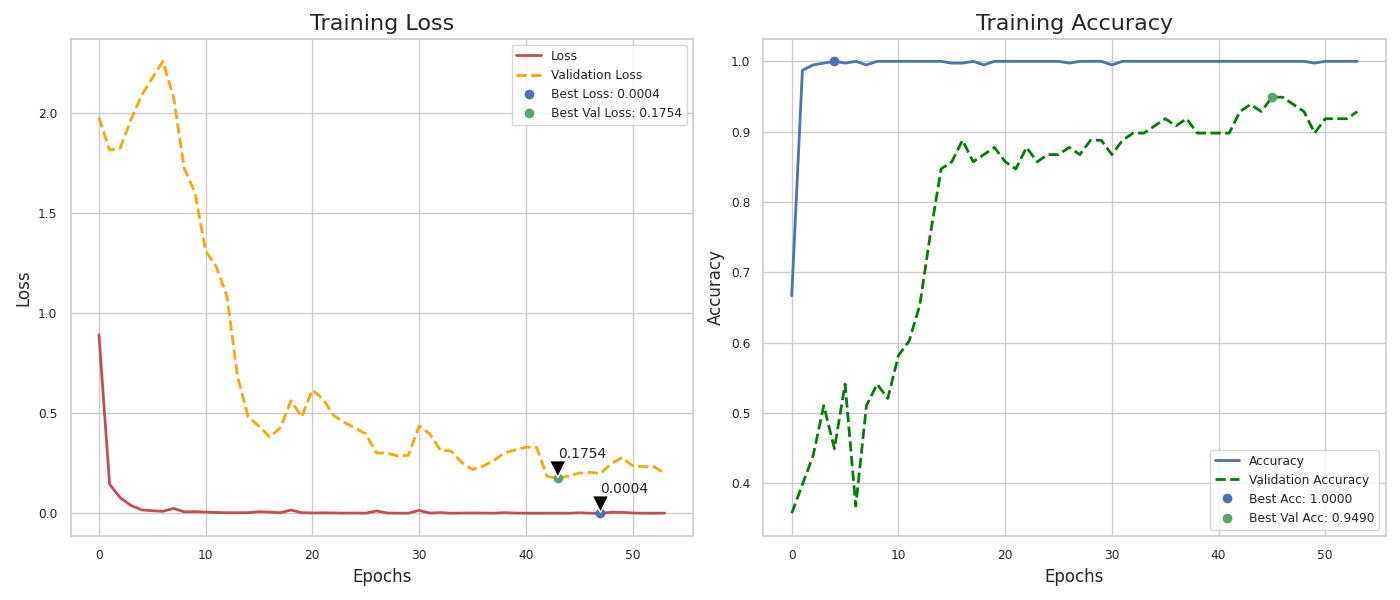 Training Loss
Loss
Validation Loss
Best Loss: 0.0004
Best Val Loss: 0.1754
2.0
1.5
1.0
0.5
0.0
Loss
0.1754
0.0004
0
10
20
30
40
50
Epochs
Training Accuracy
1.0
0.9
0.8
0.7
0.6
0.5
0.4
Accuracy
Accuracy
Validation Accuracy
Best Acc: 1.0000
Best Val Acc: 0.9490
0
10
20
30
40
50
Epochs